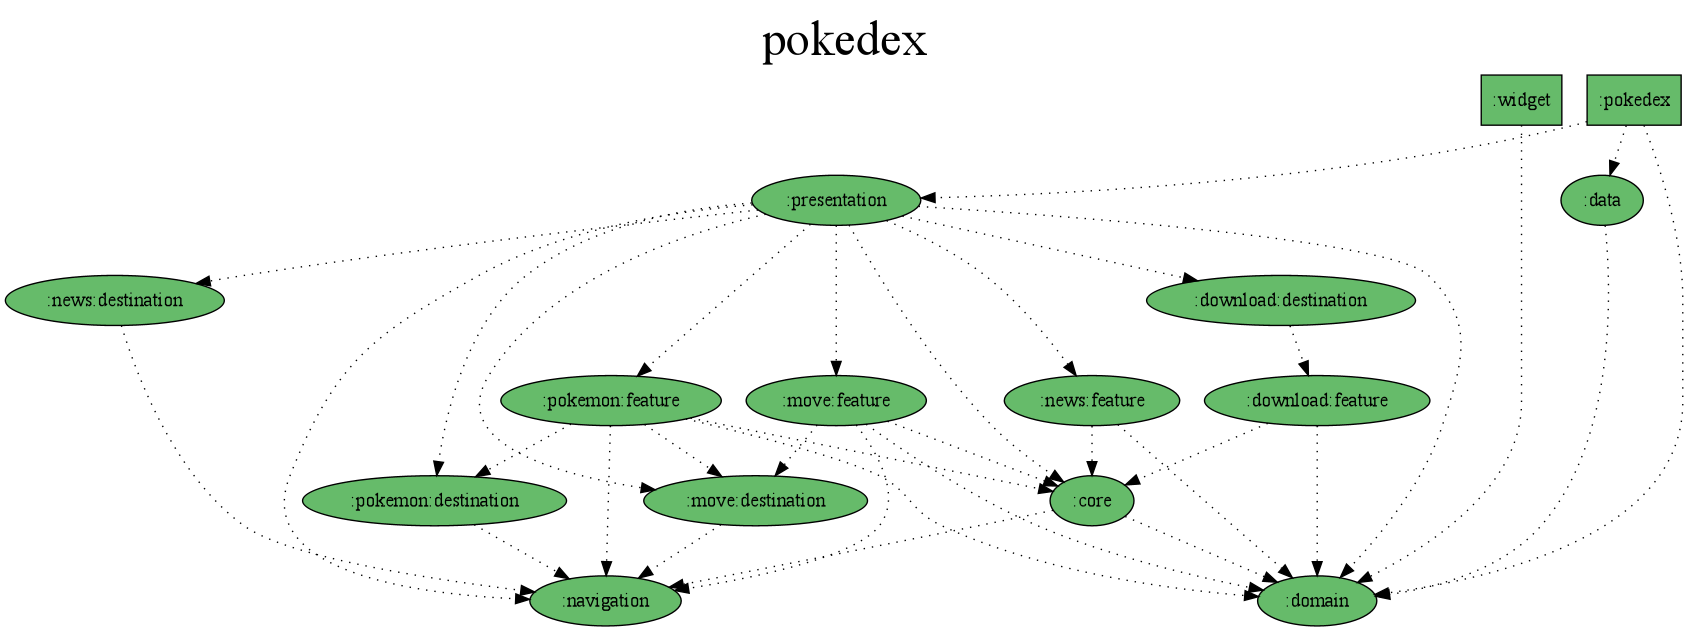 pokedex
:widget
:pokedex
:presentation
:data
:news:destination
:download:destination
:pokemon:feature
:move:feature
:news:feature
:download:feature
:pokemon:destination
:move:destination
:core
:navigation
:domain